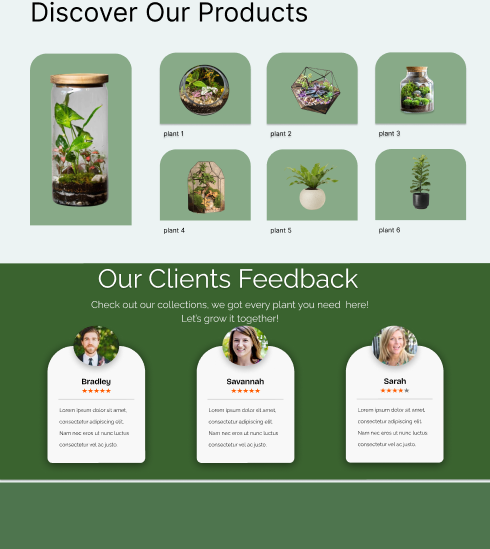 Discover Our Products
plant 1
plant 2
plant 3
plant 4
plant 5
plant 6
Our Clients Feedback
Check out our collections, we got every plant you need here!
Let's grow it together!
Bradley
Lorem ipsum dolor sit amet,
consectetur adipiscing elit.
Nam nec eros ut nunc luctus
consectetur vel ac justo.
Savannah
Lorem ipsum dolor sit amet,
consectetur adipiscing elit.
Nam nec eros ut nunc luctus
consectetur vel ac justo.
Sarah
Lorem ipsum dolor sit amet,
consectetur adipiscing elit.
Nam nec eros ut nunc luctus
consectetur vel ac justo.